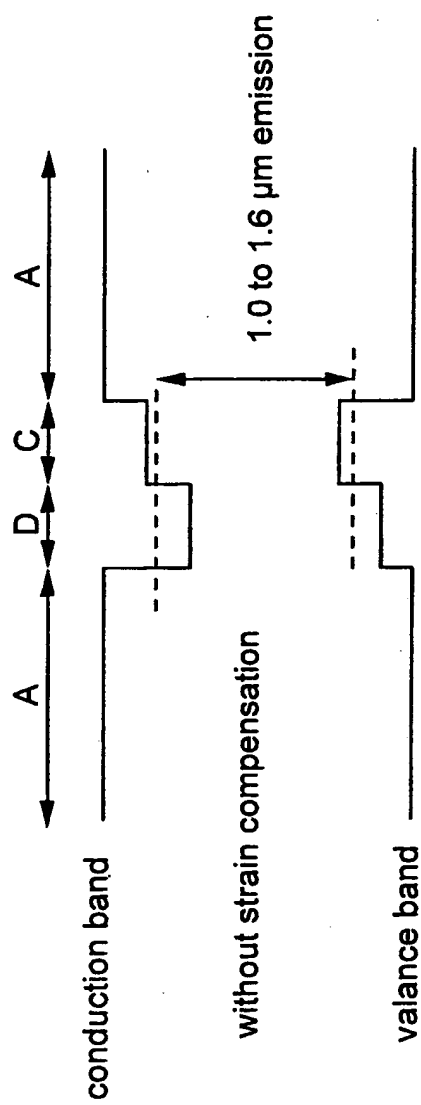 A D C A
conduction band
1.0 to 1.6 µm emission
without strain compensation
valance band